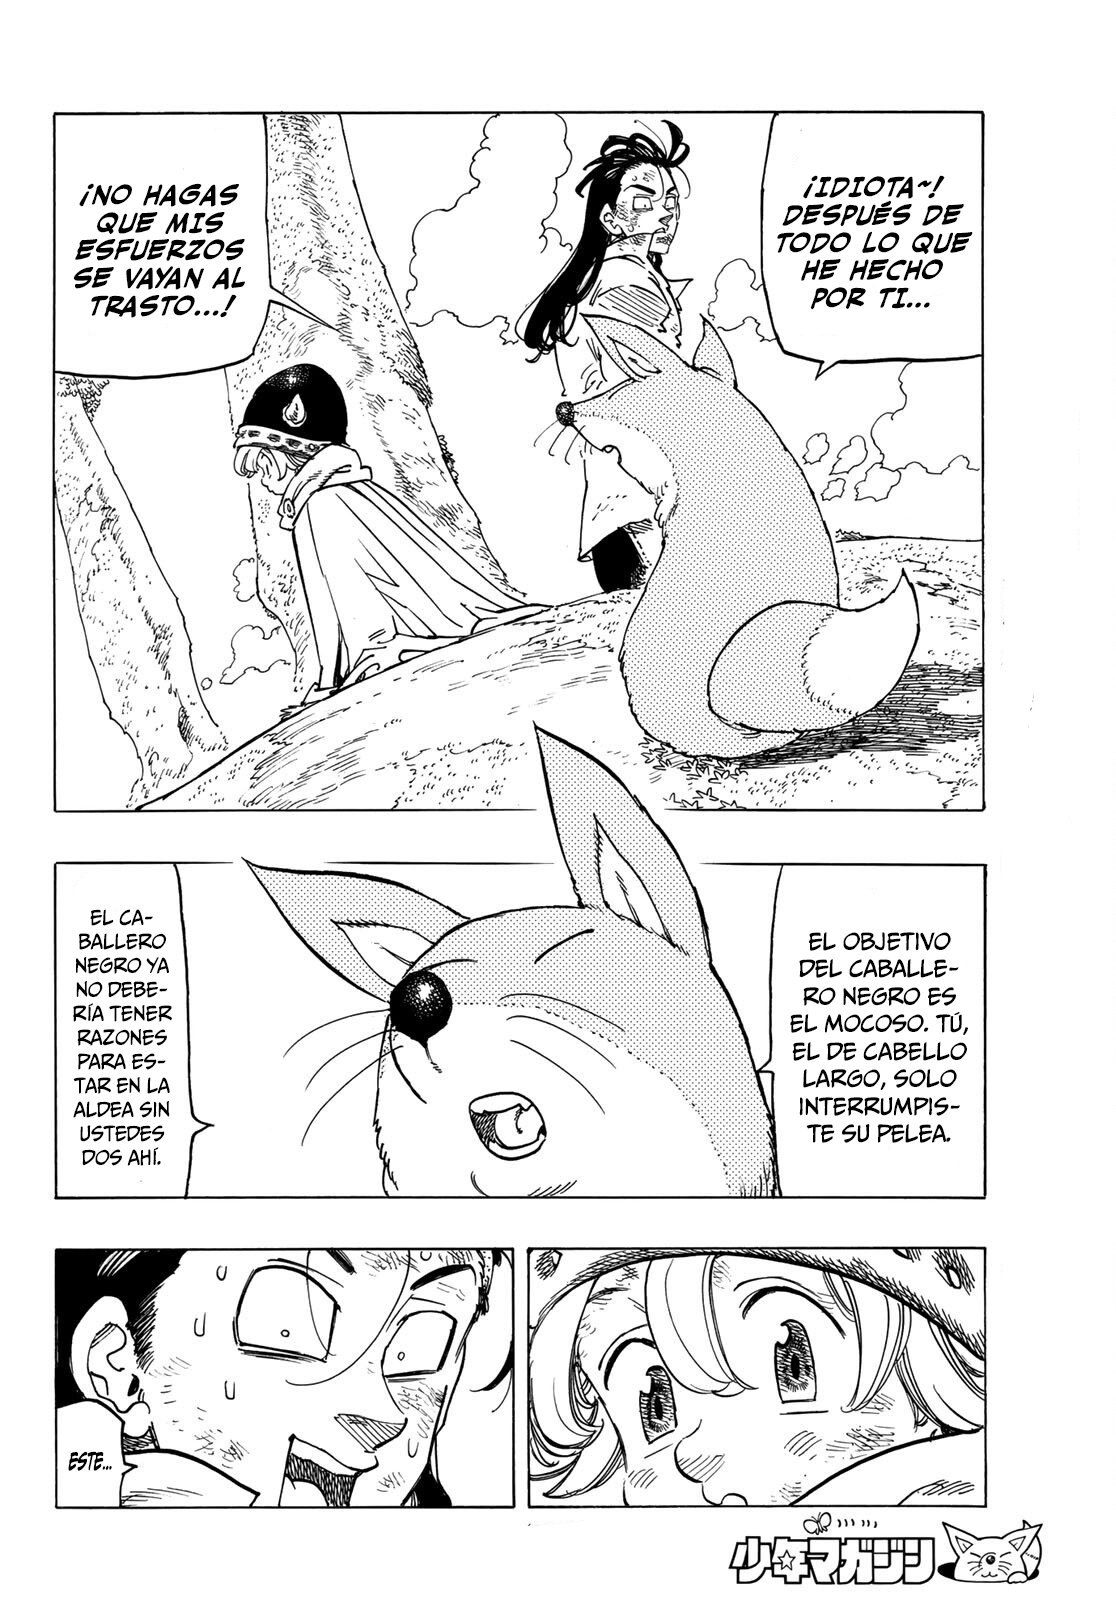 ¡IDIOTA~!
DESPUÉS DE
TODO LO QUE
HE HECHO
POR TI...
¡NO HAGAS
QUE MIS
ESFUERZOS
SE VAYAN AL
TRASTO...!
EL OBJETIVO
DEL CABALLE-
RO NEGRO ES
EL MOCOSO. TÚ,
EL DE CABELLO
LARGO, SOLO
INTERRUMPIS-
TE SU PELEA.
EL CA-
BALLERO
NEGRO YA
NO DEBE-
RÍA TENER
RAZONES
PARA ES-
TAR EN LA
ALDEA SIN
USTEDES
DOS AHÍ.
ESTE...
少年マガジン